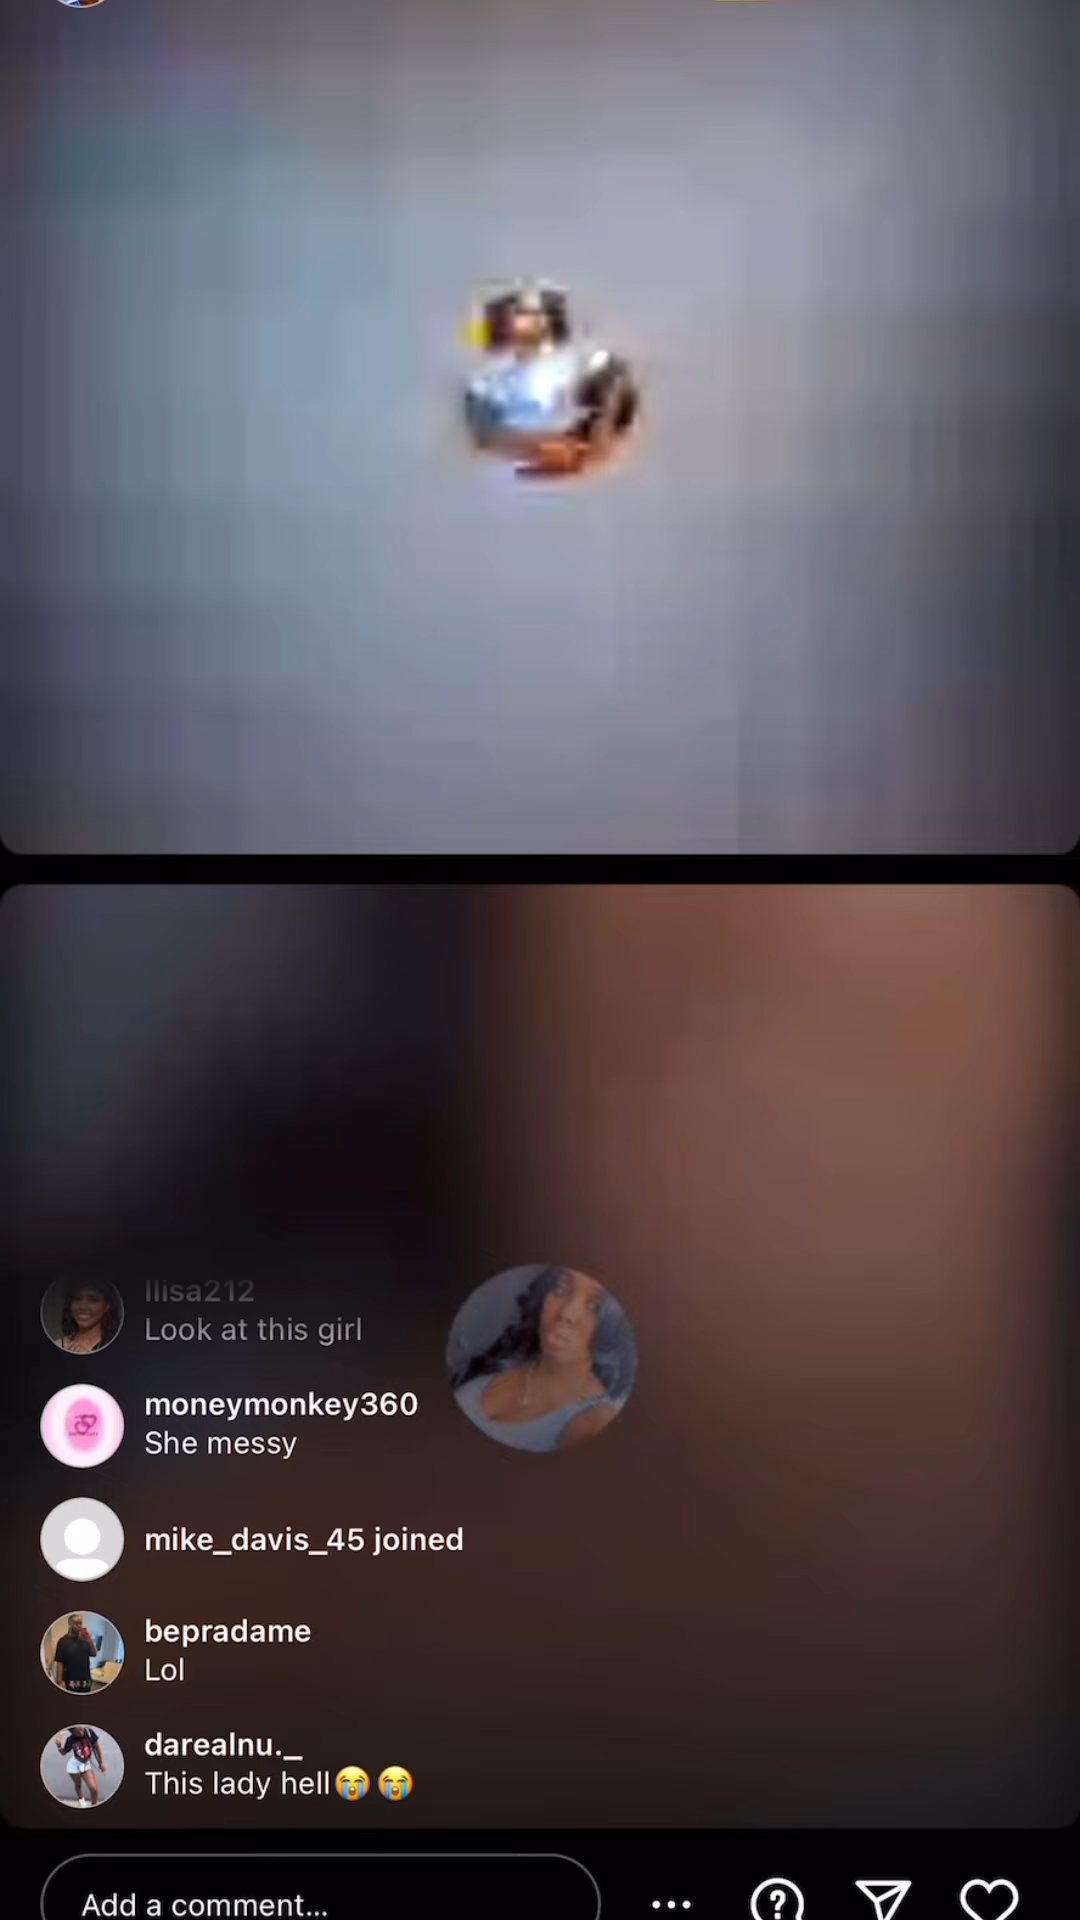 llisa212
Look at this girl
moneymonkey360
She messy
mike_davis_45 joined
bepradame
Lol
darealnu._
This lady hell😭😭
Add a comment...